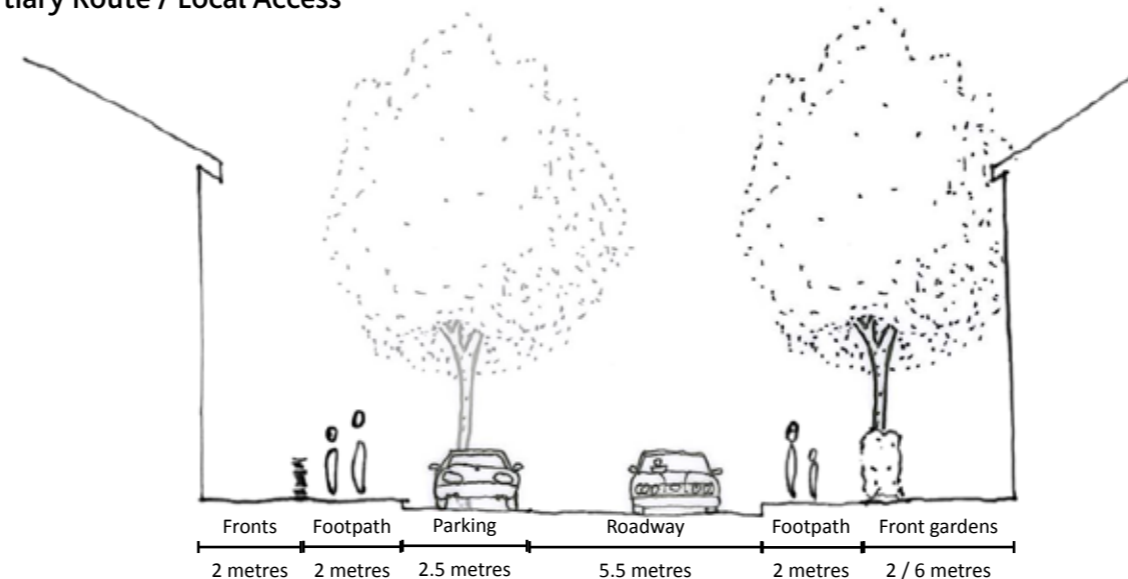 tiary Route / Local Access
Fronts Footpath Parking Roadway Footpath Front gardens
2 metres 2 metres 2.5 metres 5.5 metres 2 metres 2 / 6 metres